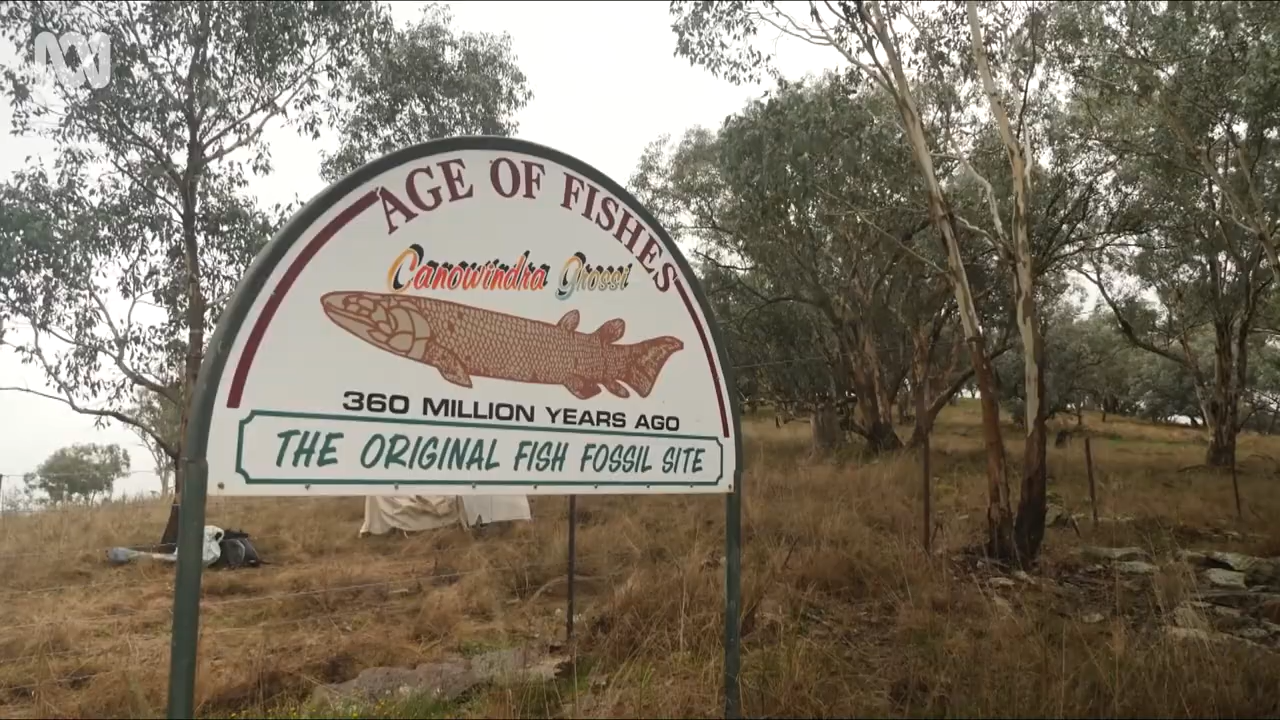 AGE OF FISHES
Canowindra Grossi
360 MILLION YEARS AGO
THE ORIGINAL FISH FOSSIL SITE